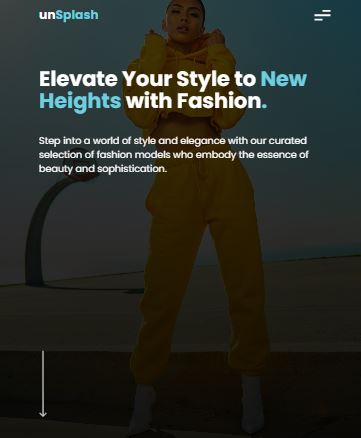 unSplash
Elevate Your Style to New
Heights with Fashion.
Step into a world of style and elegance with our curated
selection of fashion models who embody the essence of
beauty and sophistication.